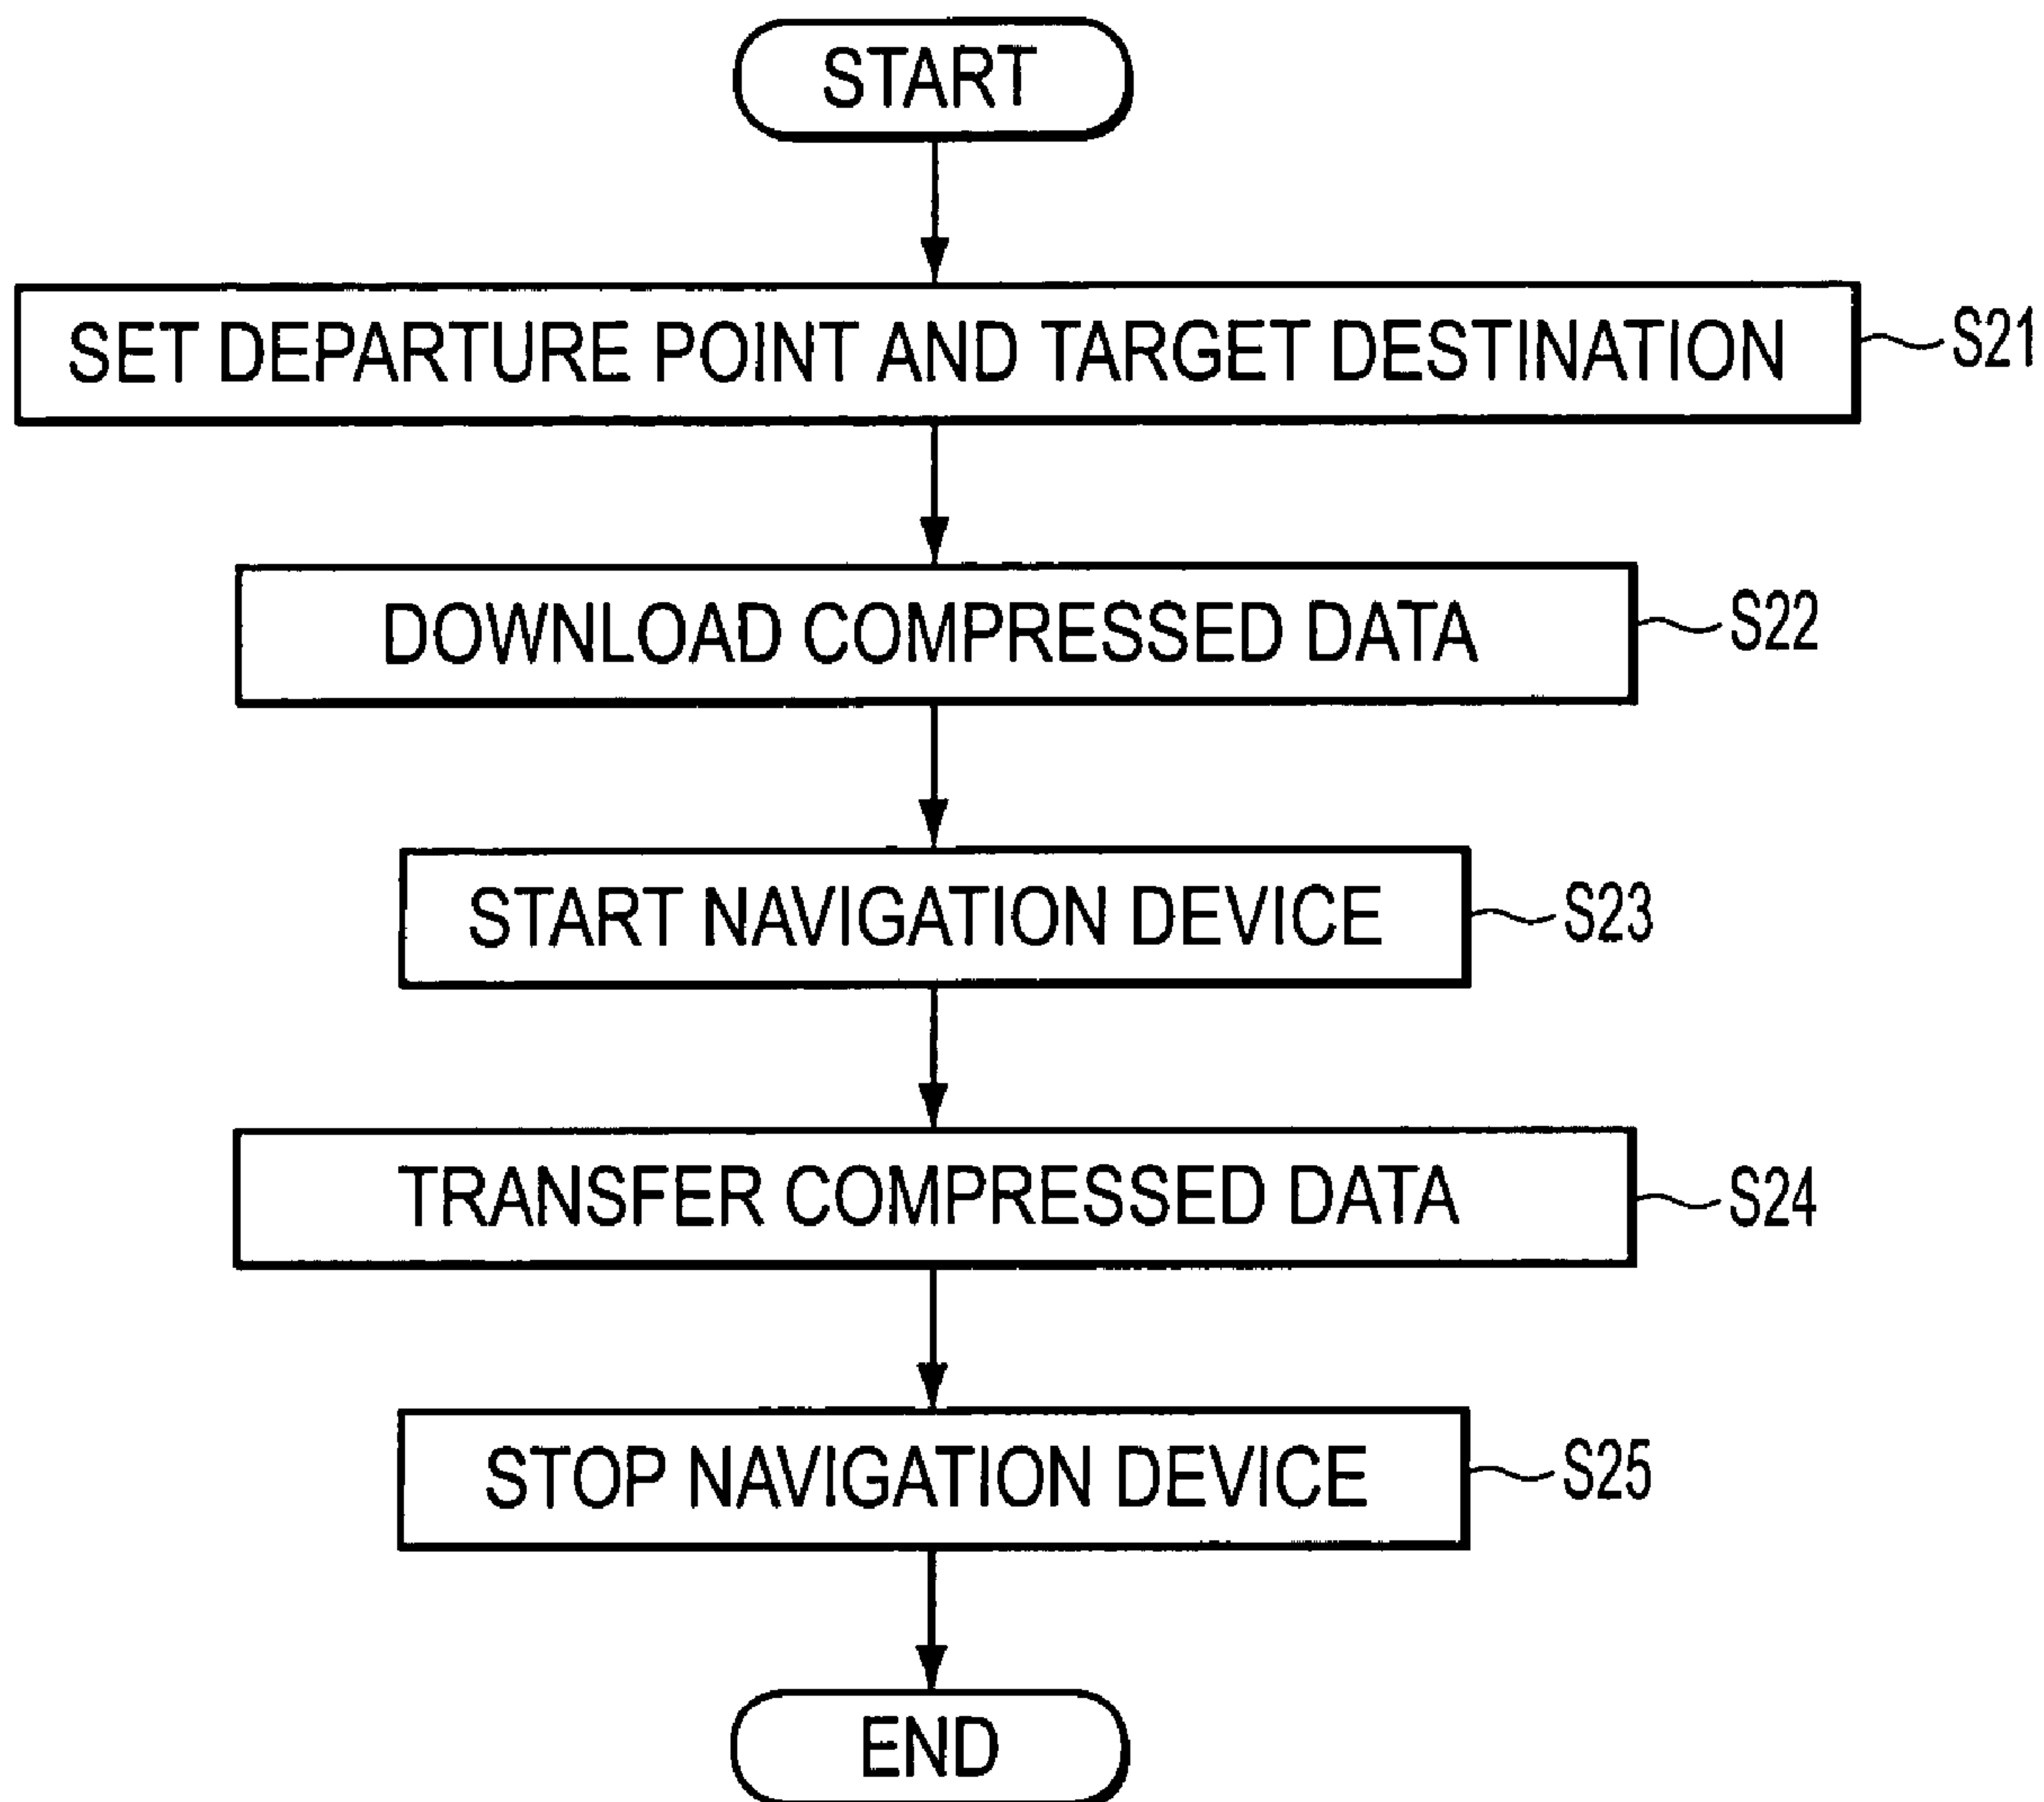 START
SET DEPARTURE POINT AND TARGET DESTINATION S21
DOWNLOAD COMPRESSED DATA S22
START NAVIGATION DEVICE S23
TRANSFER COMPRESSED DATA S24
STOP NAVIGATION DEVICE S25
END